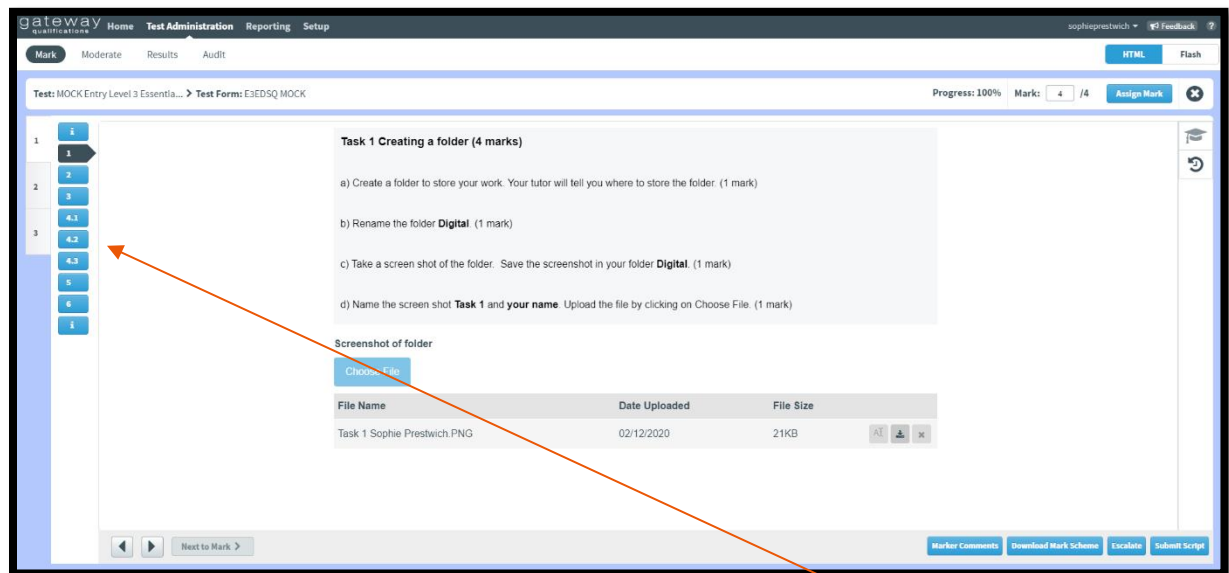 gateway qualifications Home Test Administration Reporting Setup sophieprestwich Feedback ?
Mark Moderate Results Audit HTML Flash
Test: MOCK Entry Level 3 Essentia... > Test Form: E3EDSQ MOCK Progress: 100% Mark: 4 /4 Assign Mark
1
2
3
i
1
2
3
4.1
4.2
4.3
5
6
i
Task 1 Creating a folder (4 marks)
a) Create a folder to store your work. Your tutor will tell you where to store the folder. (1 mark)
b) Rename the folder Digital. (1 mark)
c) Take a screen shot of the folder. Save the screenshot in your folder Digital. (1 mark)
d) Name the screen shot Task 1 and your name. Upload the file by clicking on Choose File. (1 mark)
Screenshot of folder
Choose File
File Name Date Uploaded File Size
Task 1 Sophie Prestwich.PNG 02/12/2020 21KB AI
Next to Mark > Marker Comments Download Mark Scheme Escalate Submit Script